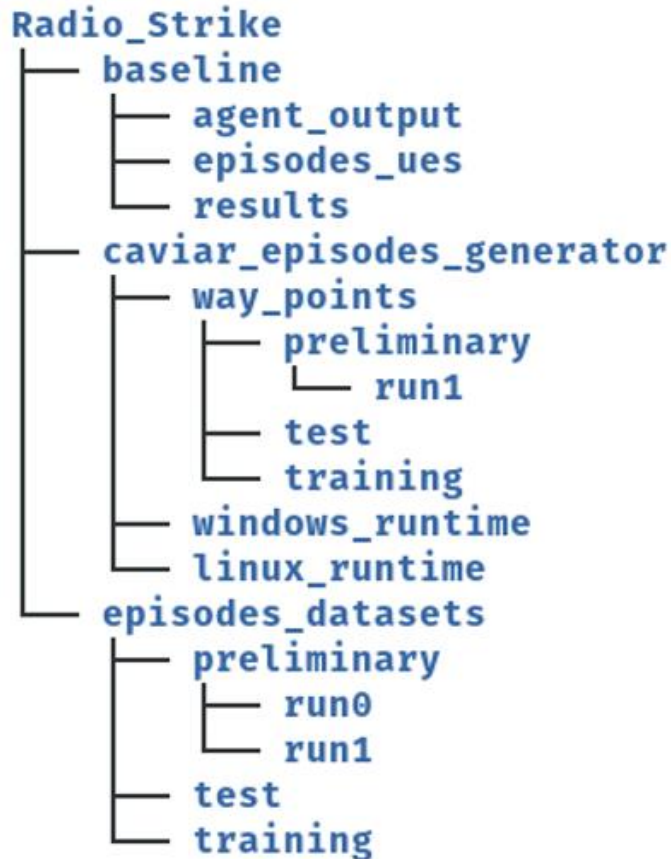 Radio_Strike
baseline
agent_output
episodes_ues
results
caviar_episodes_generator
way_points
preliminary
run1
test
training
windows_runtime
linux_runtime
episodes_datasets
preliminary
run0
run1
test
training